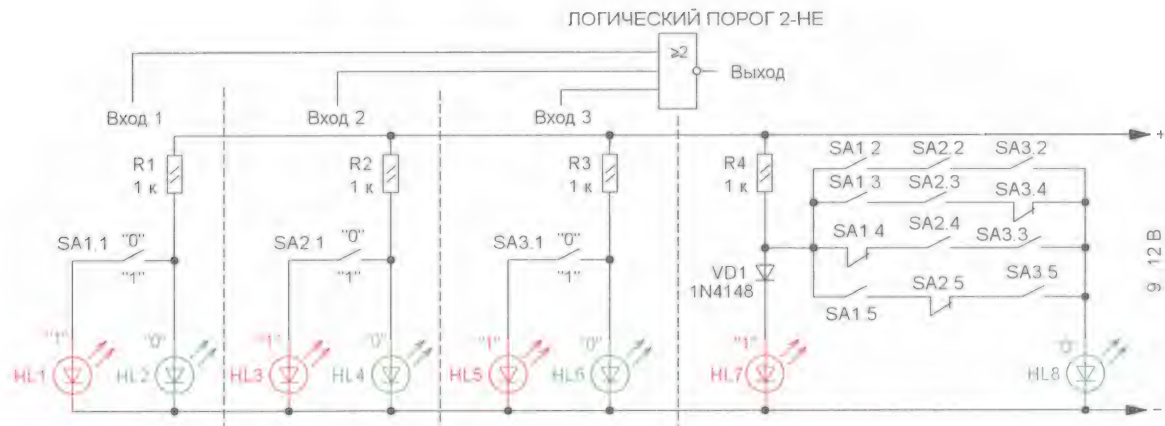 ЛОГИЧЕСКИЙ ПОРОГ 2-НЕ
≥2
Выход
Вход 1
Вход 2
Вход 3
+
R1
1 к
R2
1 к
R3
1 к
R4
1 к
SA1.2
SA2.2
SA3.2
SA1.3
SA2.3
SA3.4
SA1.1
"0"
"1"
SA2.1
"0"
"1"
SA3.1
"0"
"1"
SA1.4
SA2.4
SA3.3
VD1
1N4148
SA2.5
SA3.5
SA1.5
9...12 В
"1"
HL1
"0"
HL2
"1"
HL3
"0"
HL4
"1"
HL5
"0"
HL6
"1"
HL7
"0"
HL8
−